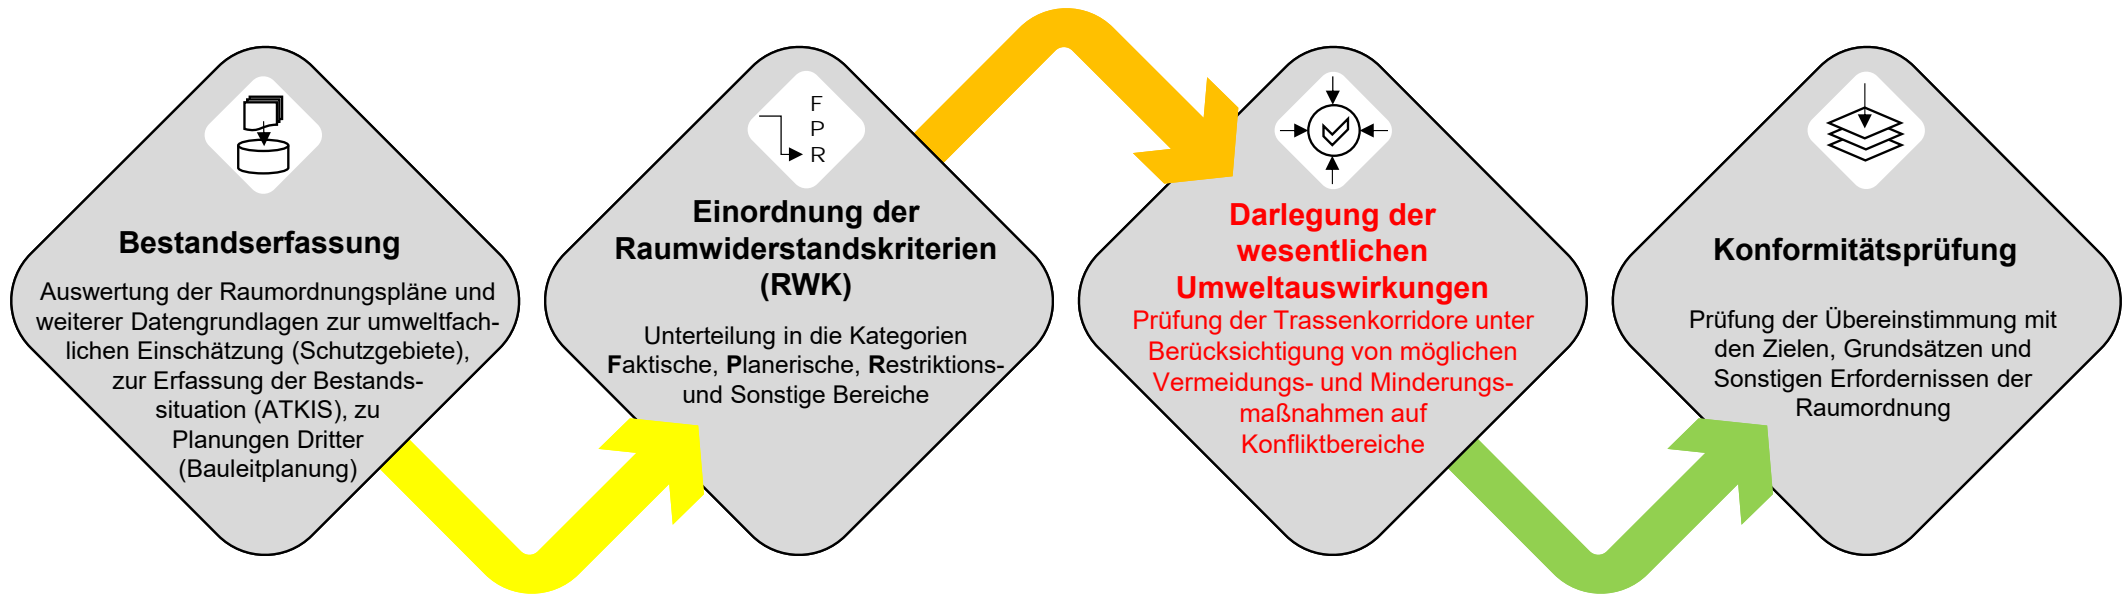 Bestandserfassung
Auswertung der Raumordnungspläne und
weiterer Datengrundlagen zur umweltfach-
lichen Einschätzung (Schutzgebiete),
zur Erfassung der Bestands-
situation (ATKIS), zu
Planungen Dritter
(Bauleitplanung)
F
P
R
Einordnung der
Raumwiderstandskriterien
(RWK)
Unterteilung in die Kategorien
Faktische, Planerische, Restriktions-
und Sonstige Bereiche
Darlegung der
wesentlichen
Umweltauswirkungen
Prüfung der Trassenkorridore unter
Berücksichtigung von möglichen
Vermeidungs- und Minderungs-
maßnahmen auf
Konfliktbereiche
Konformitätsprüfung
Prüfung der Übereinstimmung mit
den Zielen, Grundsätzen und
Sonstigen Erfordernissen der
Raumordnung